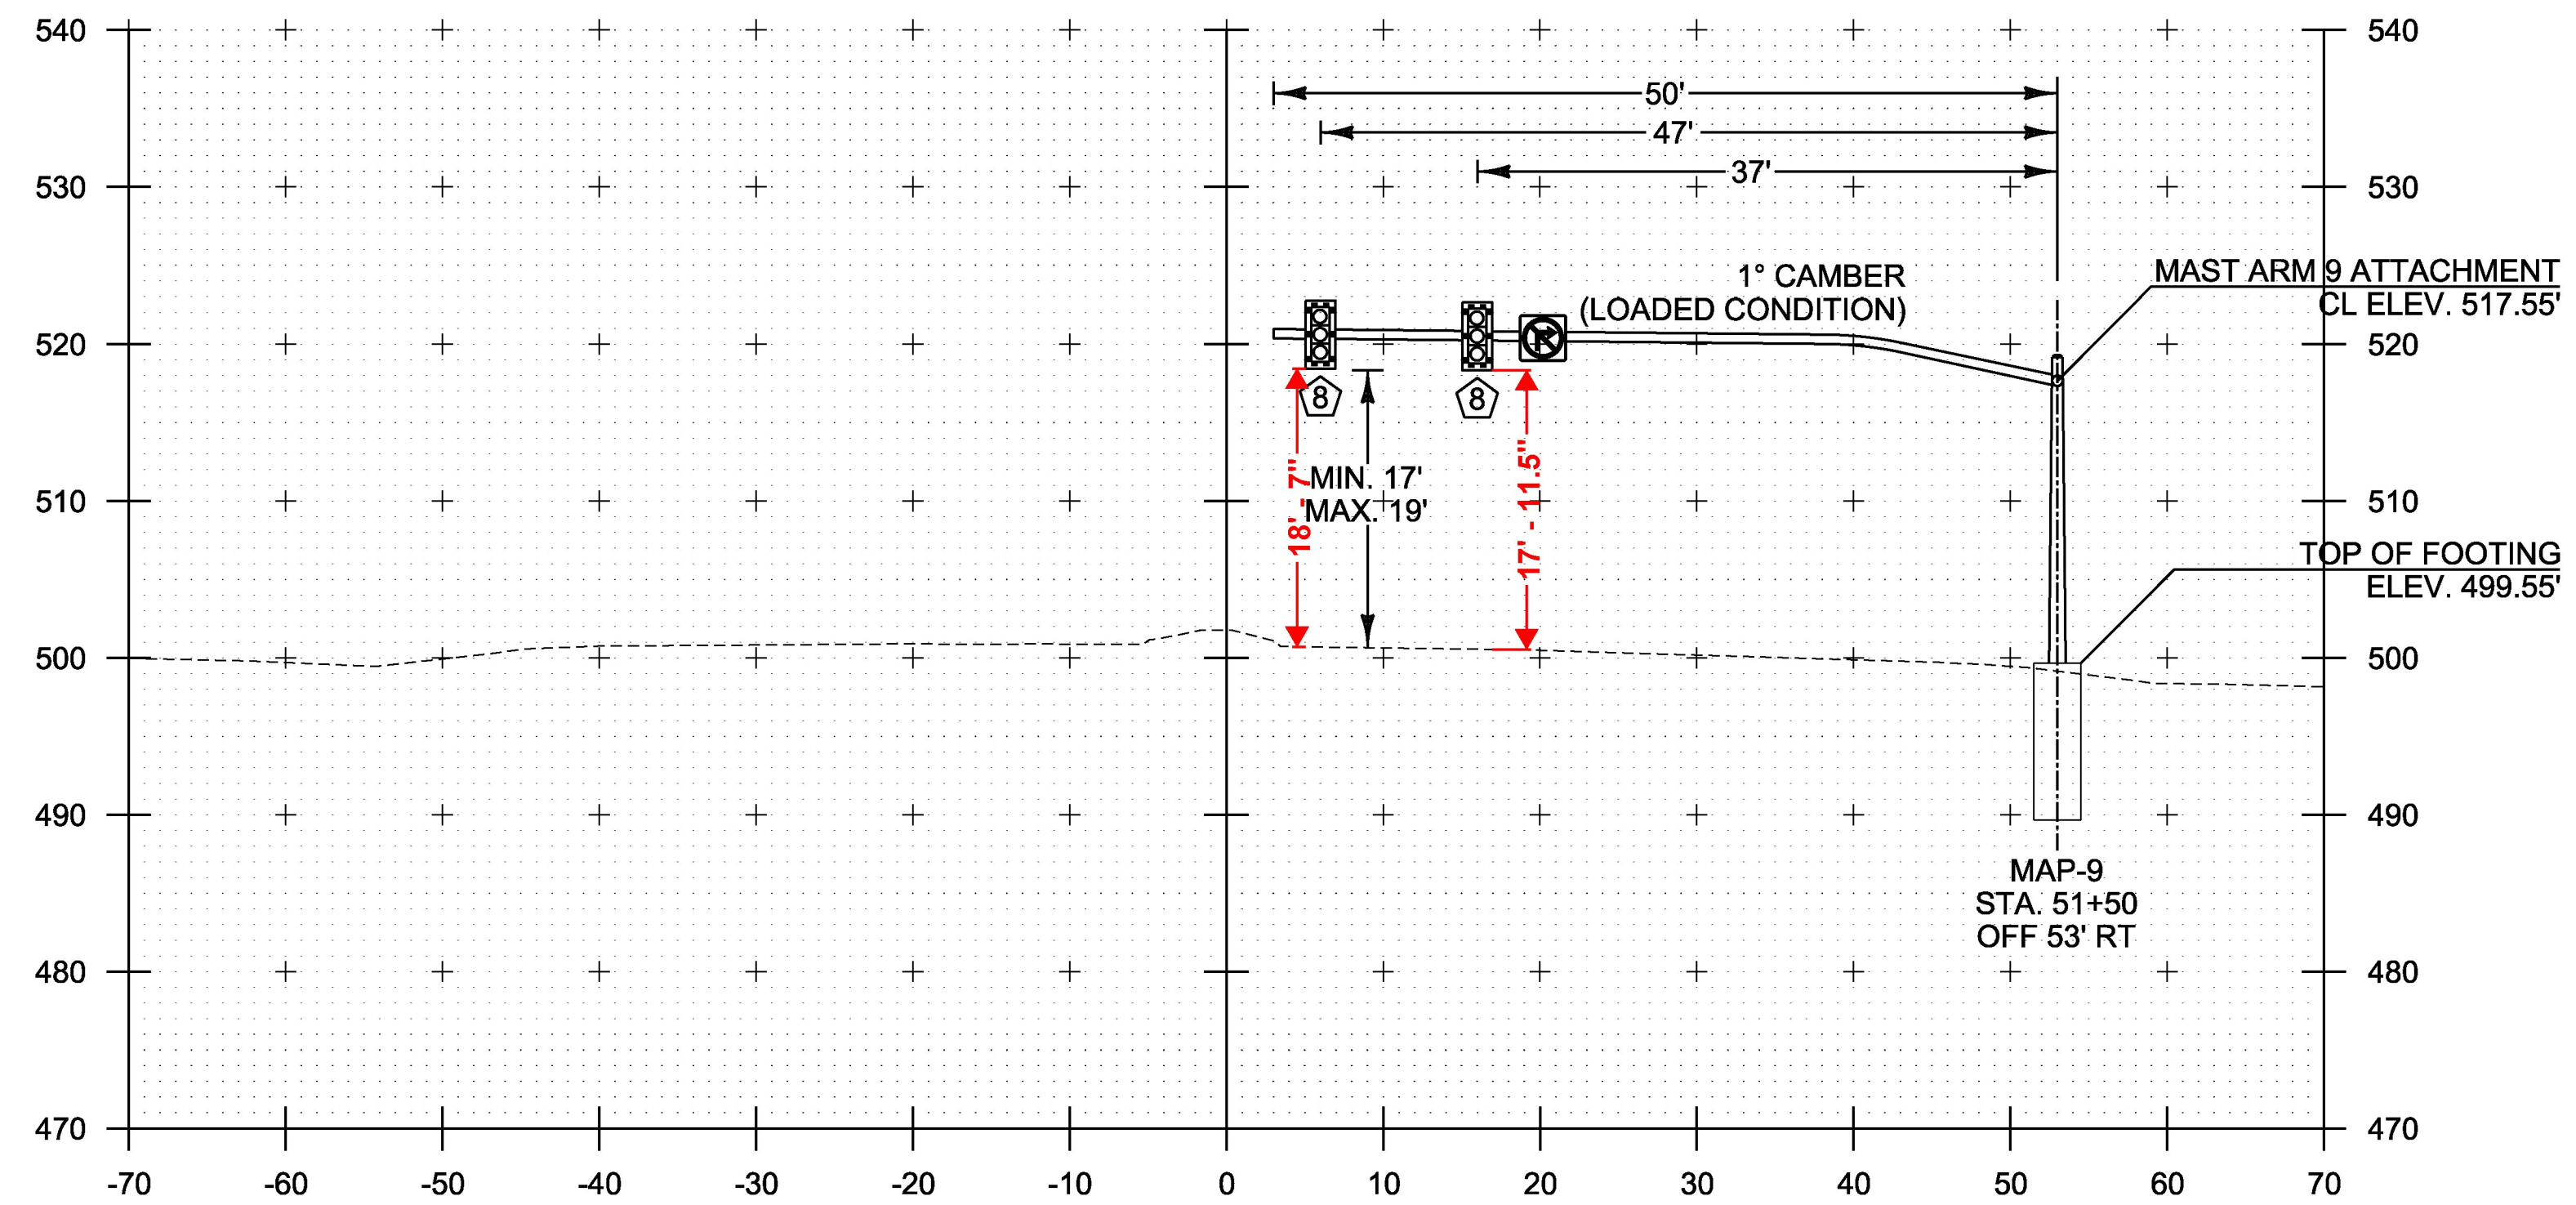 540
540
50'
47'
37'
530
530
1° CAMBER
(LOADED CONDITION)
MAST ARM 9 ATTACHMENT
CL ELEV. 517.55'
520
520
8
8
18' - 7"
MIN. 17'
MAX. 19'
17' - 11.5"
510
510
TOP OF FOOTING
ELEV. 499.55'
500
500
490
490
MAP-9
STA. 51+50
OFF 53' RT
480
480
470
470
-70 -60 -50 -40 -30 -20 -10 0 10 20 30 40 50 60 70